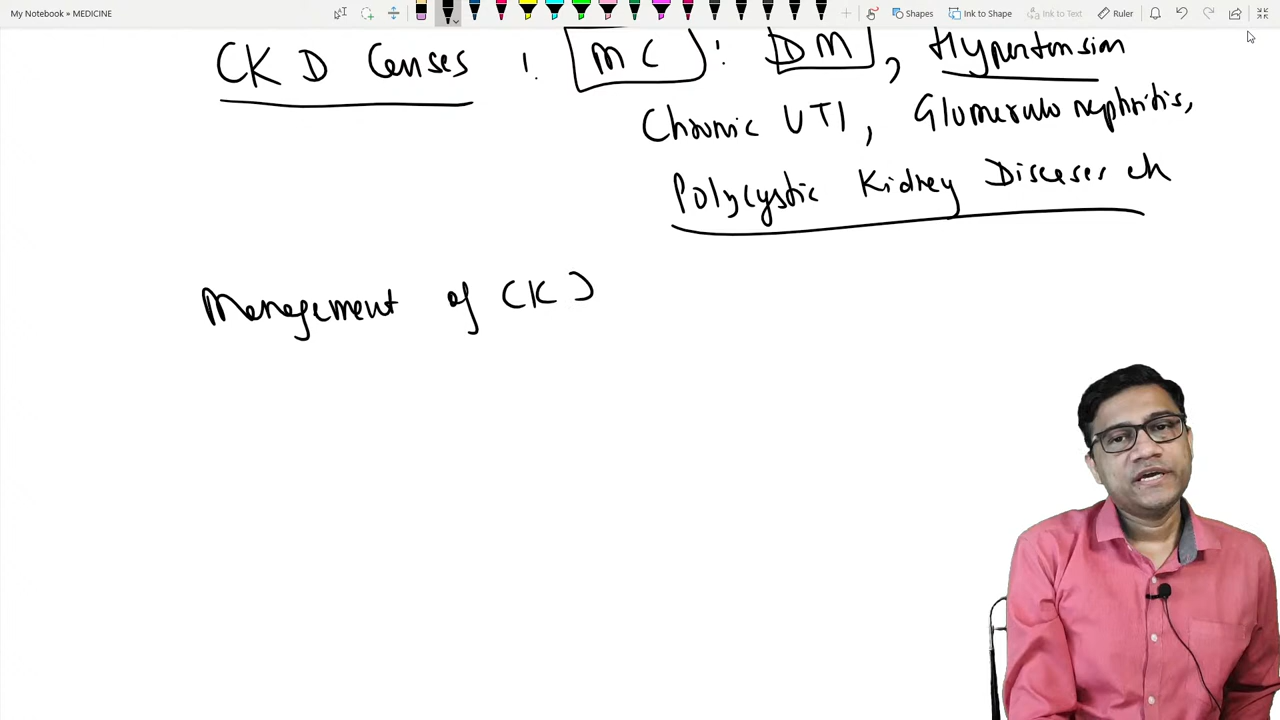 My Notebook » MEDICINE
Shapes Ink to Shape Ink to Text Ruler
CKD Causes : MC : DM, Hypertension
Chronic UTI, Glomerulonephritis,
Polycystic Kidney Diseases etc
Management of CKD